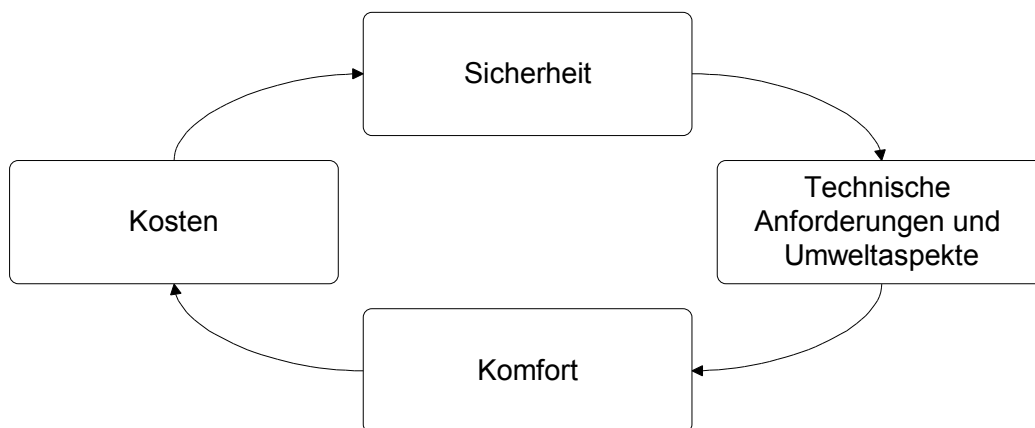 Sicherheit
Kosten
Technische
Anforderungen und
Umweltaspekte
Komfort